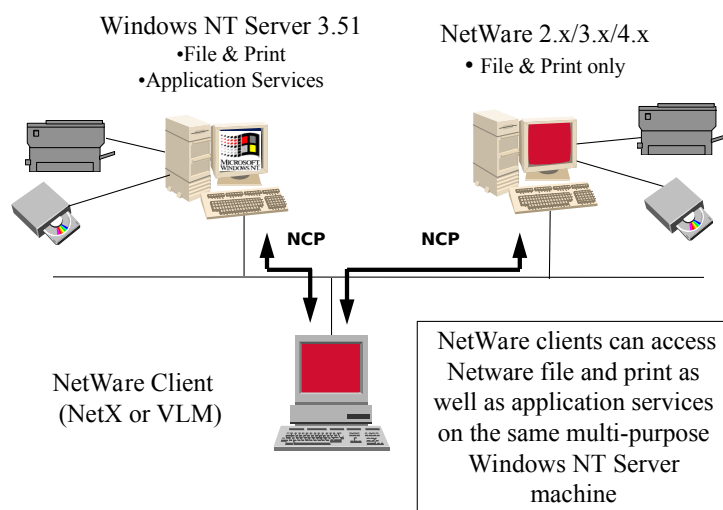 Windows NT Server 3.51
•File & Print
•Application Services
NetWare 2.x/3.x/4.x
• File & Print only
MICROSOFT
WINDOWS NT
NCP
NCP
NetWare Client
(NetX or VLM)
NetWare clients can access
Netware file and print as
well as application services
on the same multi-purpose
Windows NT Server
machine